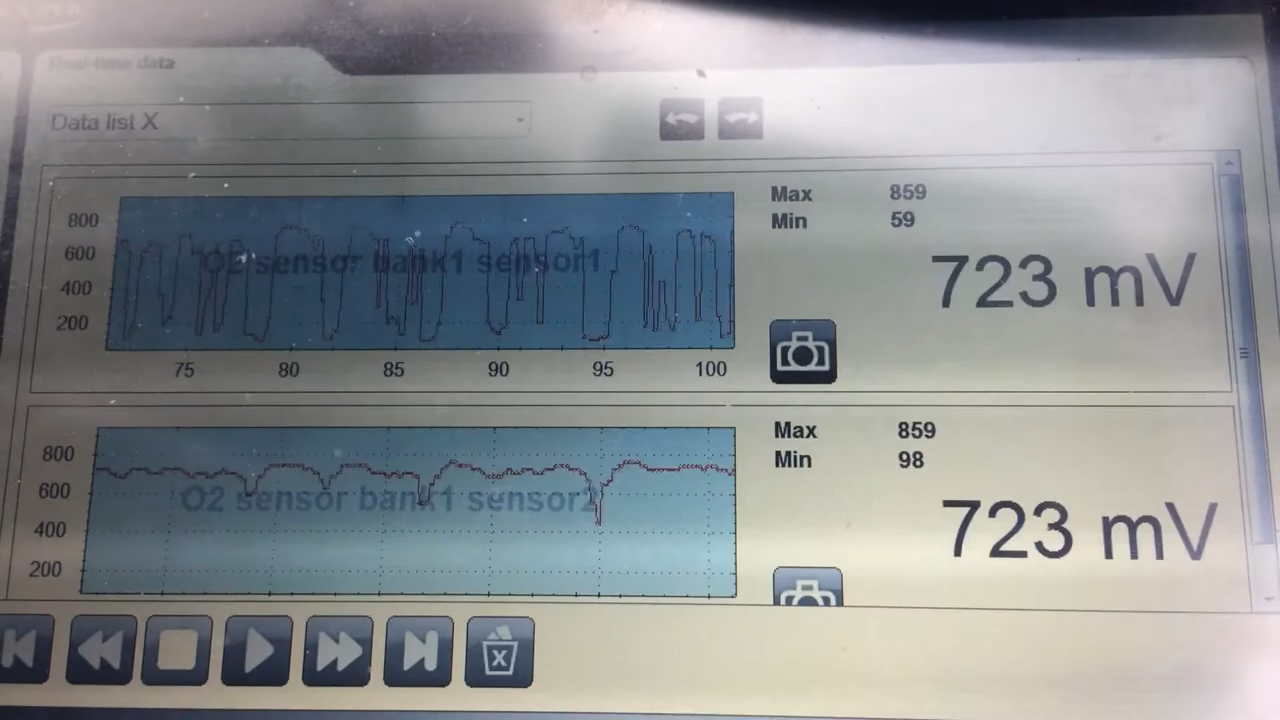 Real-time data
Data list X
800
600
400
200
O2 sensor bank1 sensor1
75 80 85 90 95 100
Max 859
Min 59
723 mV
800
600
400
200
O2 sensor bank1 sensor2
Max 859
Min 98
723 mV
X